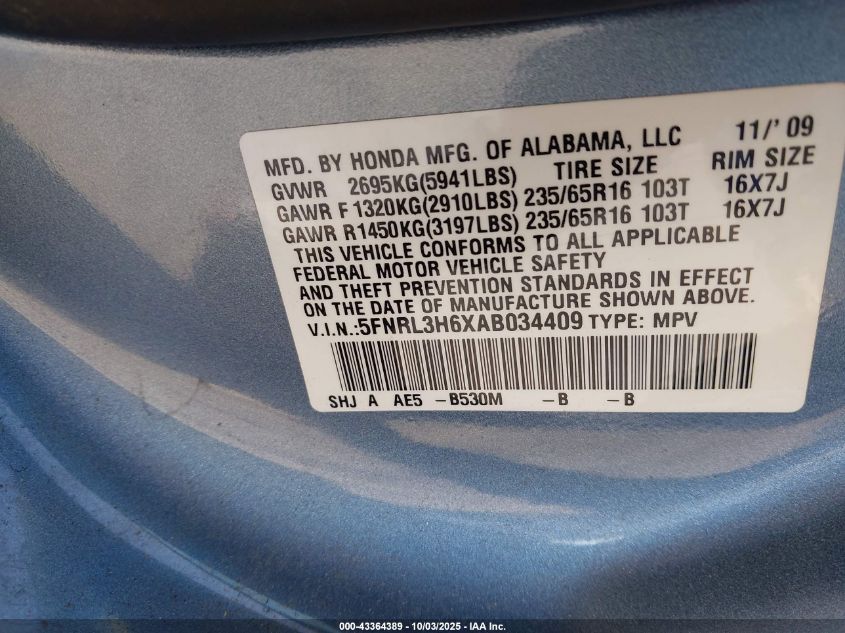 MFD. BY HONDA MFG. OF ALABAMA, LLC 11/' 09
GVWR 2695KG(5941LBS) TIRE SIZE RIM SIZE
GAWR F1320KG(2910LBS) 235/65R16 103T 16X7J
GAWR R1450KG(3197LBS) 235/65R16 103T 16X7J
THIS VEHICLE CONFORMS TO ALL APPLICABLE
FEDERAL MOTOR VEHICLE SAFETY
AND THEFT PREVENTION STANDARDS IN EFFECT
ON THE DATE OF MANUFACTURE SHOWN ABOVE.
V.I.N.:5FNRL3H6XAB034409 TYPE: MPV
SHJ A AE5 -B530M -B -B
000-43364389 - 10/03/2025 - IAA Inc.